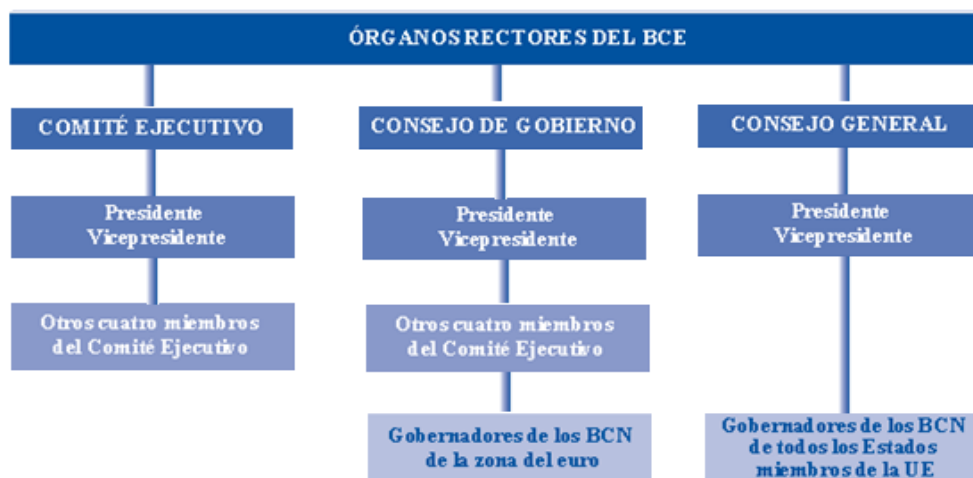 ÓRGANOS RECTORES DEL BCE
COMITÉ EJECUTIVO
Presidente
Vicepresidente
Otros cuatro miembros
del Comité Ejecutivo
CONSEJO DE GOBIERNO
Presidente
Vicepresidente
Otros cuatro miembros
del Comité Ejecutivo
Gobernadores de los BCN
de la zona del euro
CONSEJO GENERAL
Presidente
Vicepresidente
Gobernadores de los BCN
de todos los Estados
miembros de la UE